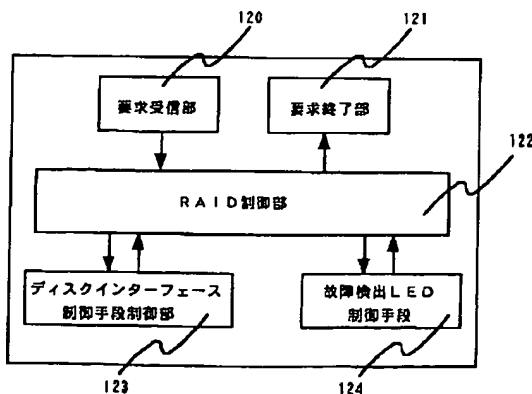 120
121
要求受信部
要求終了部
122
RAID制御部
ディスクインターフェース
制御手段制御部
故障検出LED
制御手段
123
124